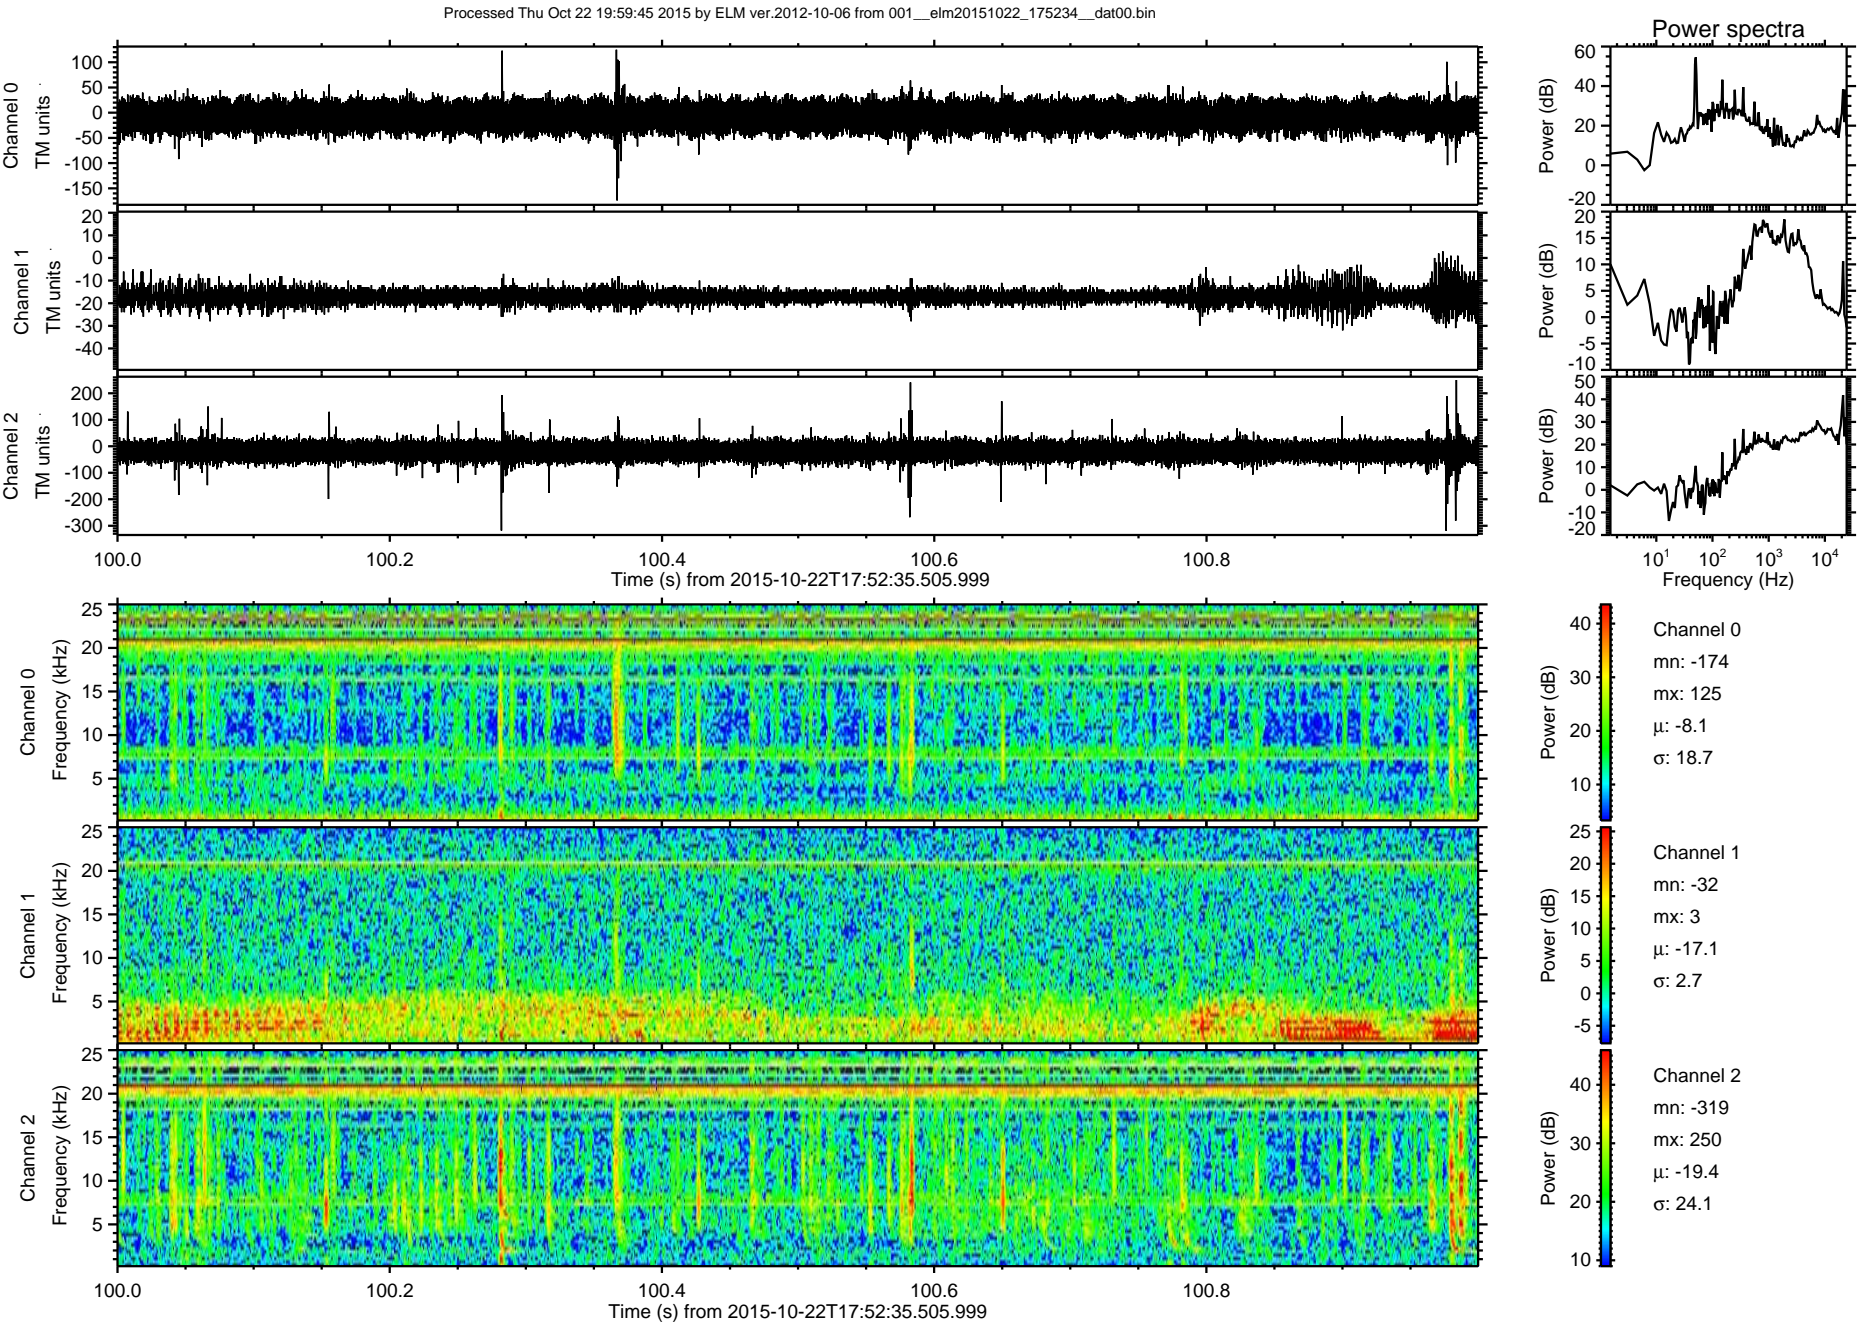 Processed Thu Oct 22 19:59:45 2015 by ELM ver.2012-10-06 from 001__elm20151022_175234__dat00.bin
Power spectra
Channel 0
TM units
100
50
0
-50
-100
-150
Power (dB)
60
40
20
0
-20
Channel 1
TM units
20
10
0
-10
-20
-30
-40
Power (dB)
20
15
10
5
0
-5
-10
Channel 2
TM units
200
100
0
-100
-200
-300
Power (dB)
50
40
30
20
10
0
-10
-20
100.0 100.2 100.4 100.6 100.8
Time (s) from 2015-10-22T17:52:35.505.999
10^1 10^2 10^3 10^4
Frequency (Hz)
Channel 0
Frequency (kHz)
25
20
15
10
5
Power (dB)
40
30
20
10
Channel 0
mn: -174
mx: 125
μ: -8.1
σ: 18.7
Channel 1
Frequency (kHz)
25
20
15
10
5
Power (dB)
25
20
15
10
5
0
-5
Channel 1
mn: -32
mx: 3
μ: -17.1
σ: 2.7
Channel 2
Frequency (kHz)
25
20
15
10
5
Power (dB)
40
30
20
10
Channel 2
mn: -319
mx: 250
μ: -19.4
σ: 24.1
100.0 100.2 100.4 100.6 100.8
Time (s) from 2015-10-22T17:52:35.505.999